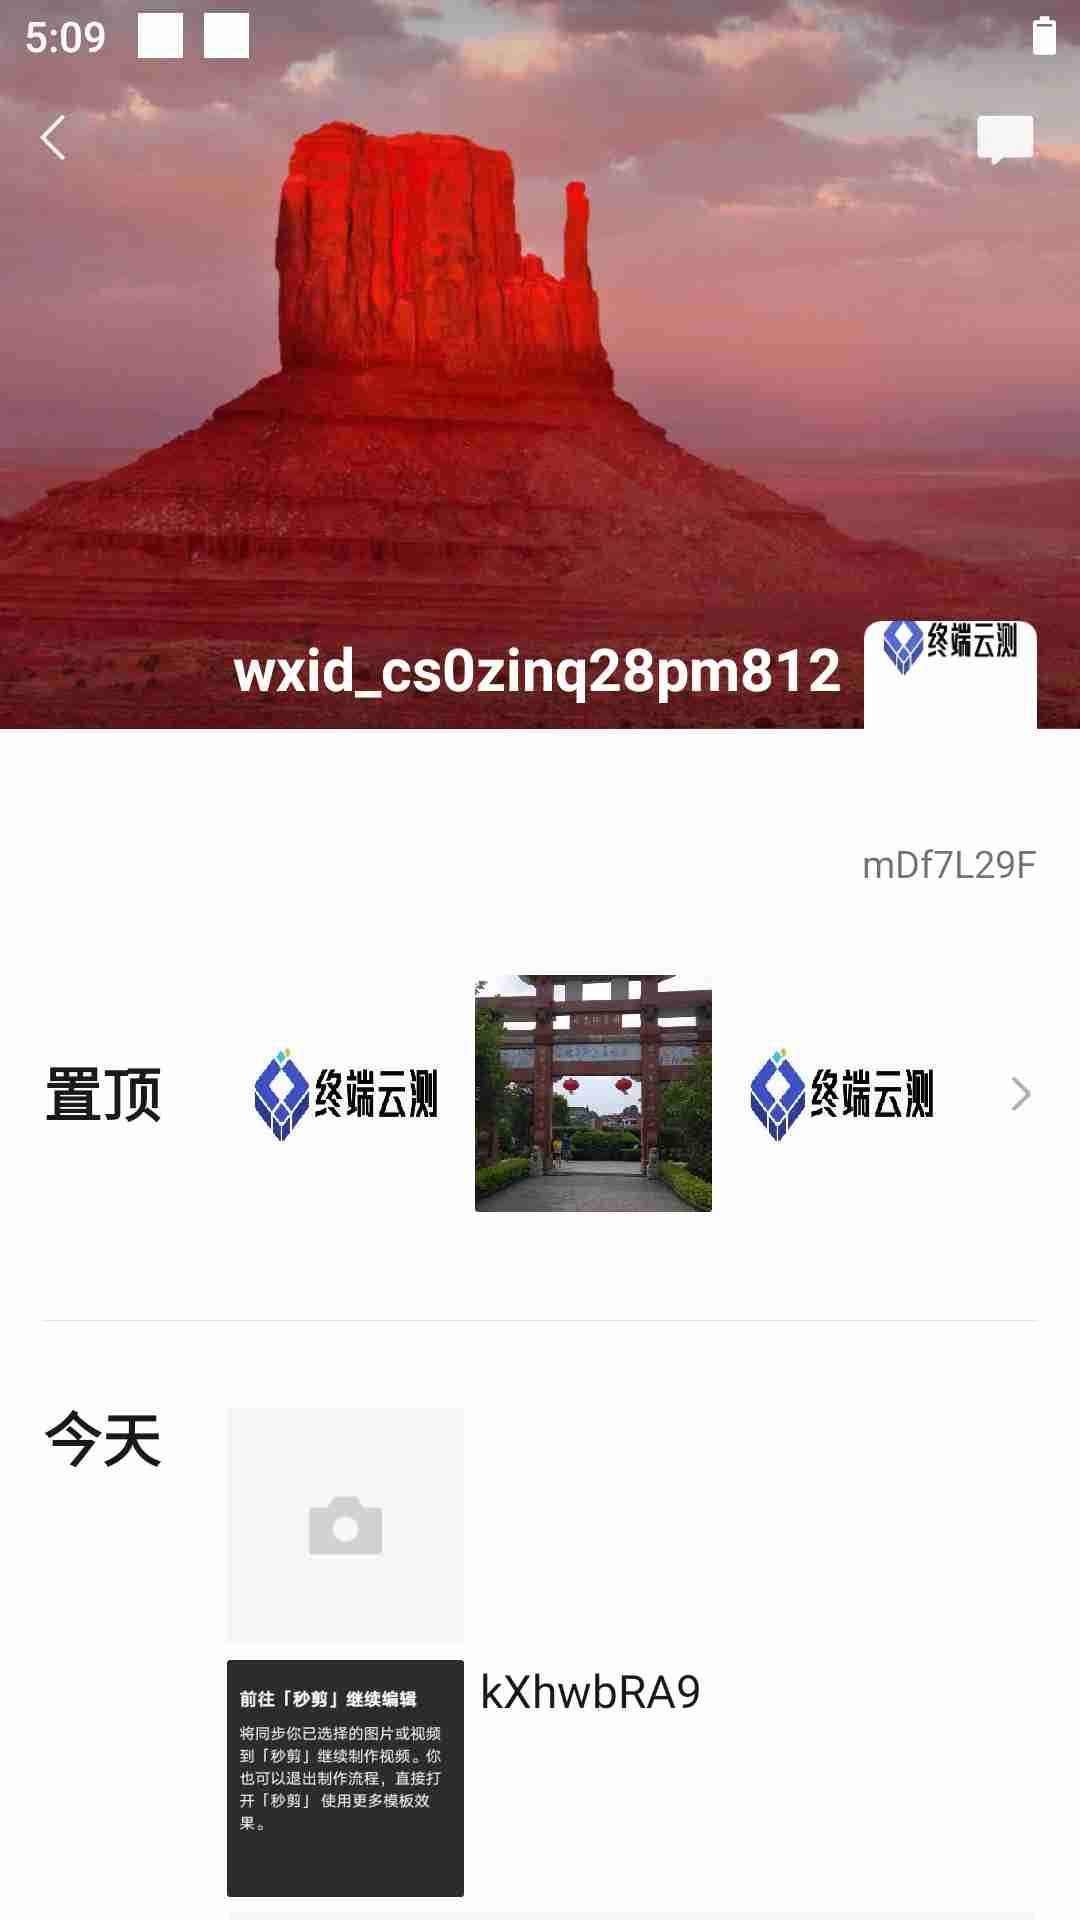 5:09
终端云测
wxid_cs0zinq28pm812
mDf7L29F
置顶
终端云测
终端云测
今天
kXhwbRA9
前往「秒剪」继续编辑
将同步你已选择的图片或视频
到「秒剪」继续制作视频。你
也可以退出制作流程，直接打
开「秒剪」 使用更多模板效
果。